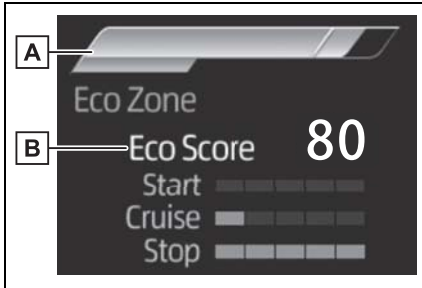 A
Eco Zone
B
Eco Score 80
Start
Cruise
Stop